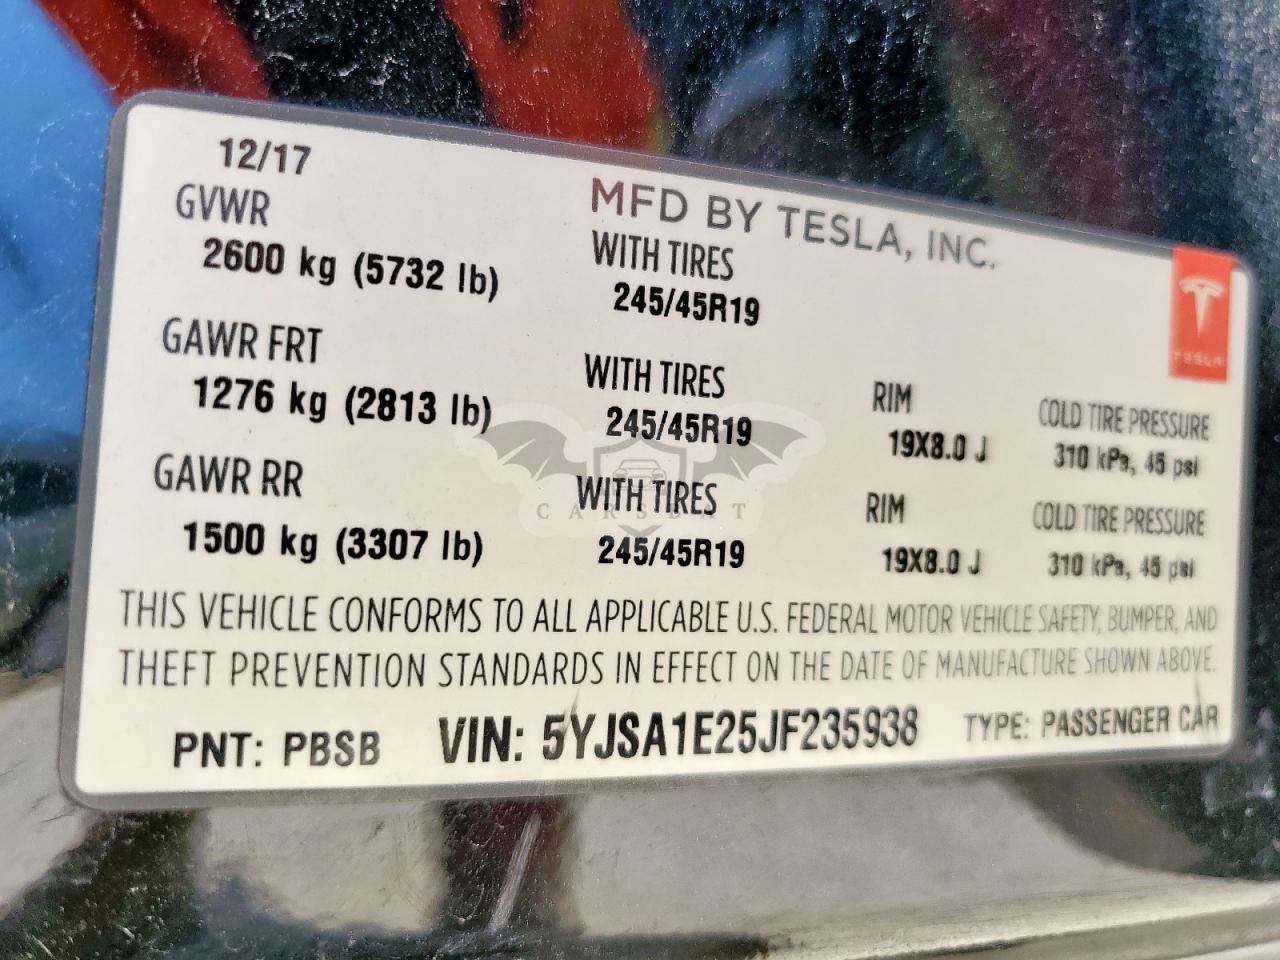 12/17
MFD BY TESLA, INC.
GVWR
2600 kg (5732 lb)
WITH TIRES
245/45R19
TESLA
GAWR FRT
1276 kg (2813 lb)
WITH TIRES
245/45R19
RIM
19X8.0 J
COLD TIRE PRESSURE
310 kPa, 45 psi
GAWR RR
1500 kg (3307 lb)
WITH TIRES
245/45R19
RIM
19X8.0 J
COLD TIRE PRESSURE
310 kPa, 45 psi
CARSDAT
THIS VEHICLE CONFORMS TO ALL APPLICABLE U.S. FEDERAL MOTOR VEHICLE SAFETY, BUMPER, AND
THEFT PREVENTION STANDARDS IN EFFECT ON THE DATE OF MANUFACTURE SHOWN ABOVE.
PNT: PBSB VIN: 5YJSA1E25JF235938 TYPE: PASSENGER CAR